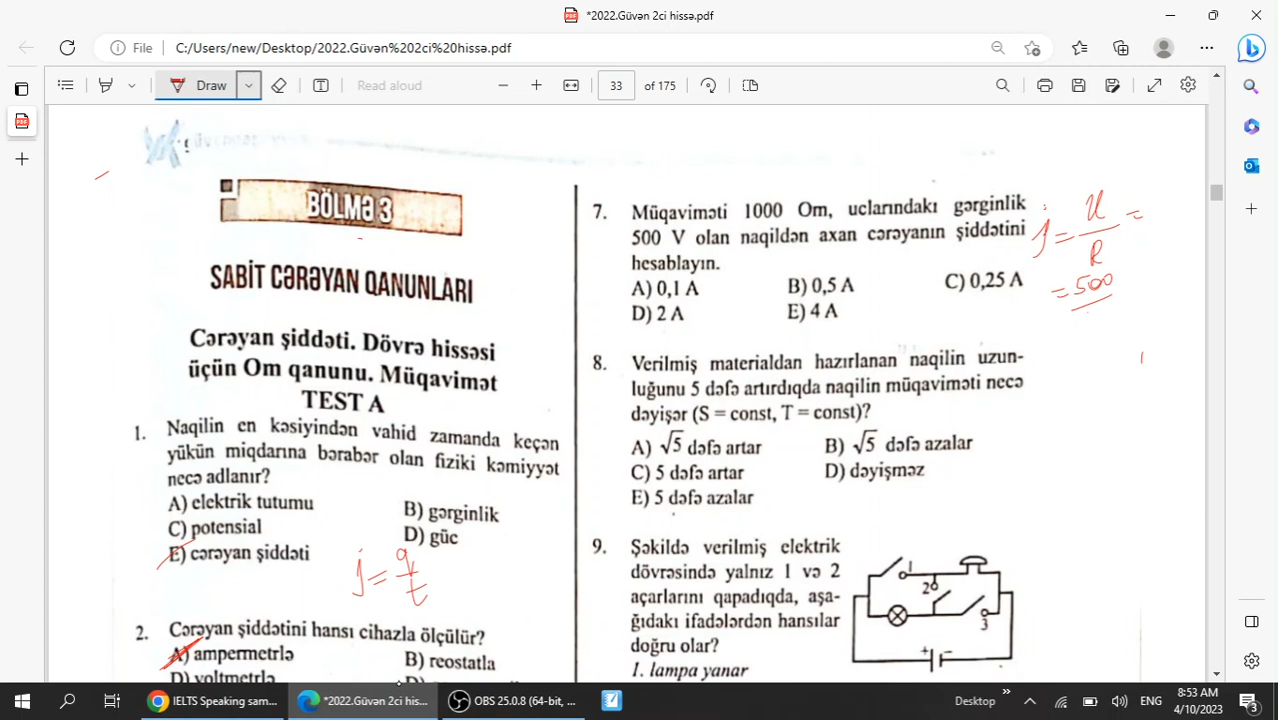 *2022.Güvən 2ci hissə.pdf
File
C:/Users/new/Desktop/2022.Güvən%202ci%20hissə.pdf
Draw
Read aloud
33
of 175
BÖLMƏ 3
SABİT CƏRƏYAN QANUNLARI
Cərəyan şiddəti. Dövrə hissəsi
üçün Om qanunu. Müqavimət
TEST A
1. Naqilin en kəsiyindən vahid zamanda keçən
yükün miqdarına bərabər olan fiziki kəmiyyət
necə adlanır?
A) elektrik tutumu
B) gərginlik
C) potensial
D) güc
E) cərəyan şiddəti
j = q/t
2. Cərəyan şiddətini hansı cihazla ölçülür?
A) ampermetrlə
B) reostatla
D) voltmetrlə
7. Müqaviməti 1000 Om, uclarındakı gərginlik
500 V olan naqildən axan cərəyanın şiddətini
hesablayın.
A) 0,1 A
B) 0,5 A
C) 0,25 A
D) 2 A
E) 4 A
j = U/R =
= 500
8. Verilmiş materialdan hazırlanan naqilin uzun-
luğunu 5 dəfə artırdıqda naqilin müqaviməti necə
dəyişər (S = const, T = const)?
A) √5 dəfə artar
B) √5 dəfə azalar
C) 5 dəfə artar
D) dəyişməz
E) 5 dəfə azalar
9. Şəkildə verilmiş elektrik
dövrəsində yalnız 1 və 2
açarlarını qapadıqda, aşa-
ğıdakı ifadələrdən hansılar
doğru olar?
1. lampa yanar
1
2
3
+ −
IELTS Speaking sam...
*2022.Güvən 2ci his...
OBS 25.0.8 (64-bit, ...
Desktop
ENG
8:53 AM
4/10/2023
3